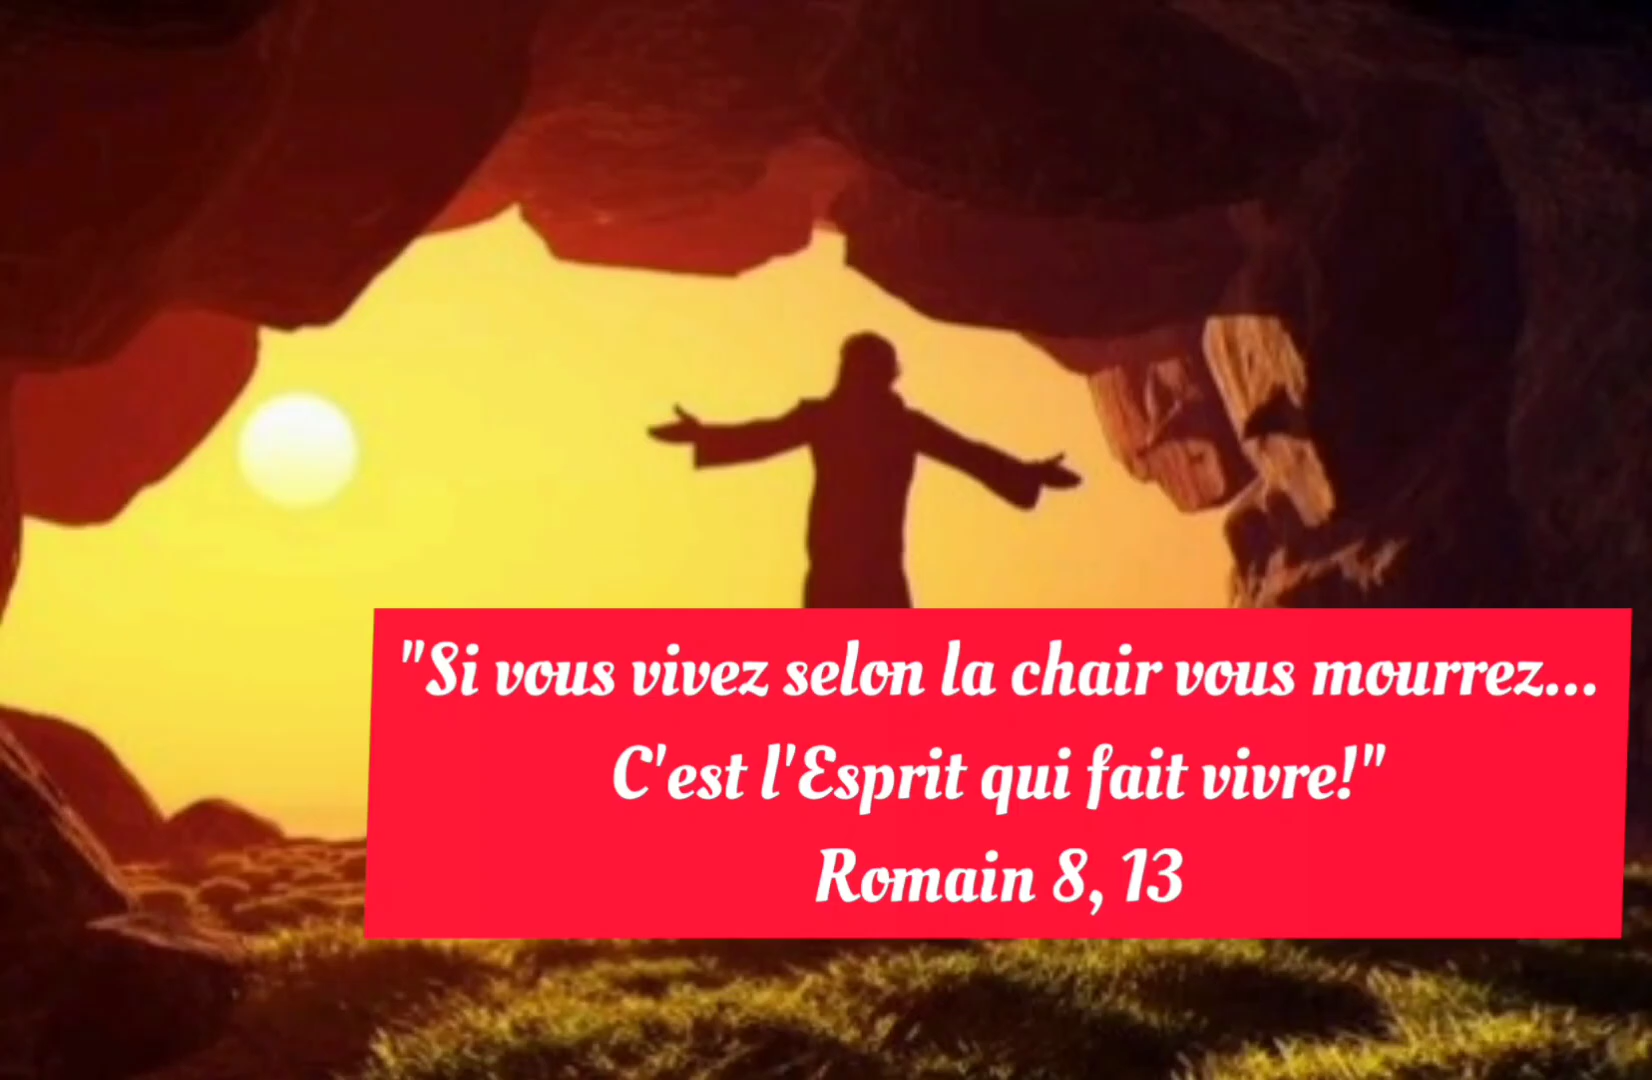 "Si vous vivez selon la chair vous mourrez...
C'est l'Esprit qui fait vivre!"
Romain 8, 13